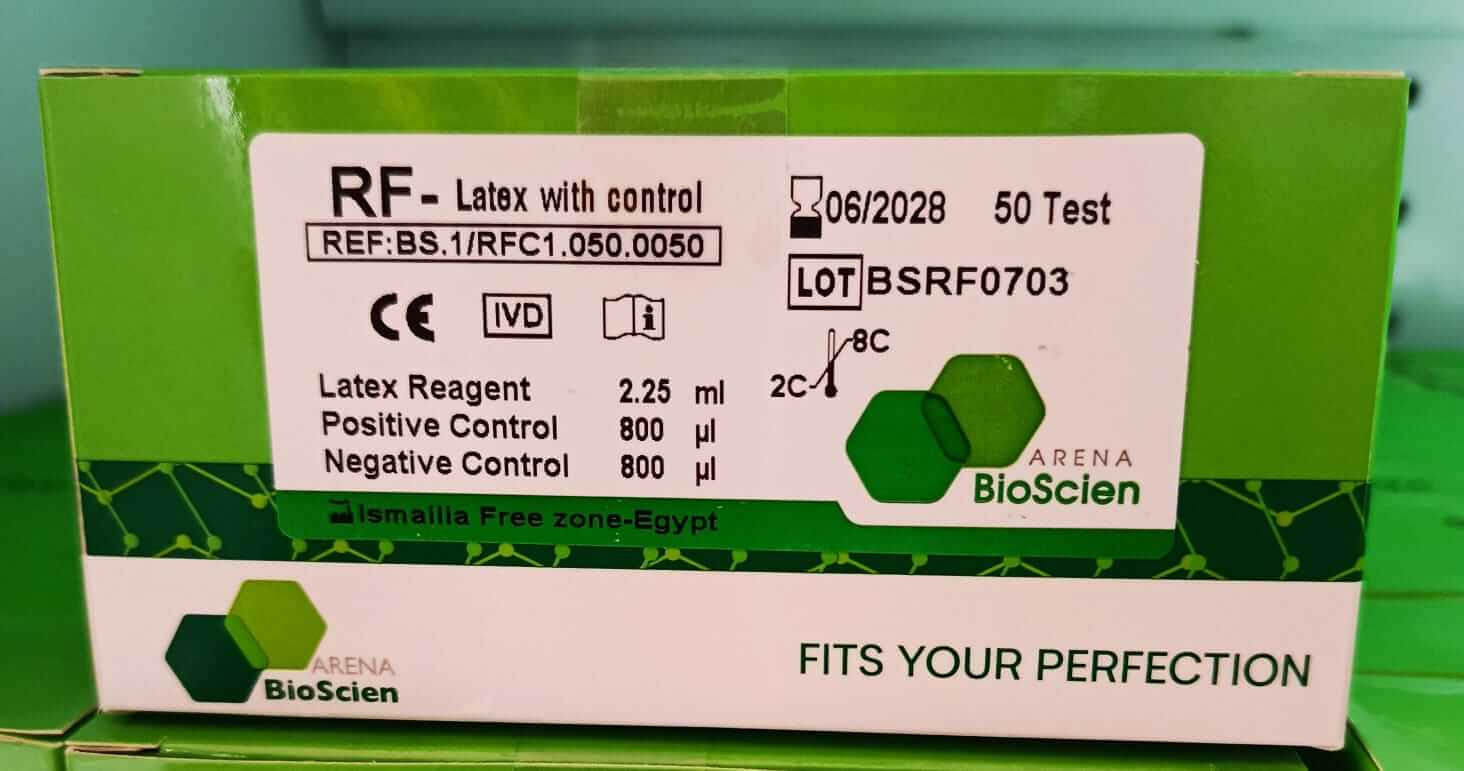 RF- Latex with control
REF:BS.1/RFC1.050.0050
CE IVD i
Latex Reagent 2.25 ml
Positive Control 800 µl
Negative Control 800 µl
06/2028 50 Test
LOT BSRF0703
8C
2C
ARENA
BioScien
Ismailia Free zone-Egypt
ARENA
BioScien
FITS YOUR PERFECTION